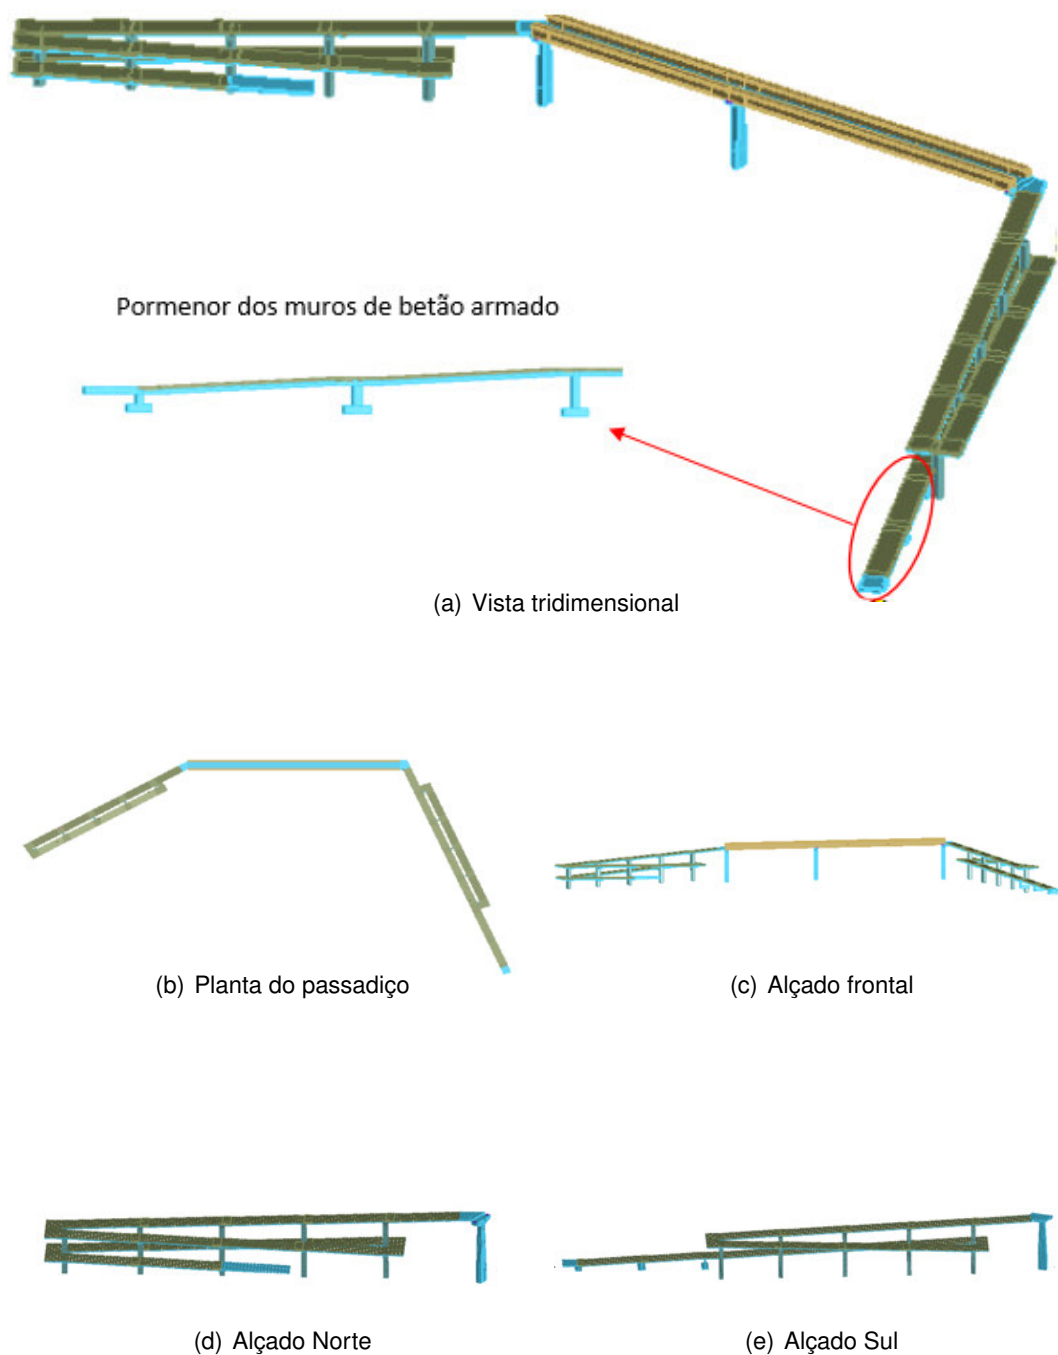 Pormenor dos muros de betão armado
(a) Vista tridimensional
(b) Planta do passadiço
(c) Alçado frontal
(d) Alçado Norte
(e) Alçado Sul